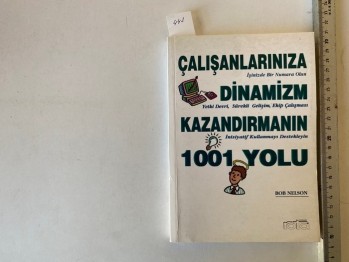 ÇALIŞANLARINIZA
İşinizde Bir Numara Olan
DİNAMİZM
Yetki Devri, Sürekli Gelişim, Ekip Çalışması
KAZANDIRMANIN
İnisiyatif Kullanmayı Destekleyin
1001 YOLU
BOB NELSON